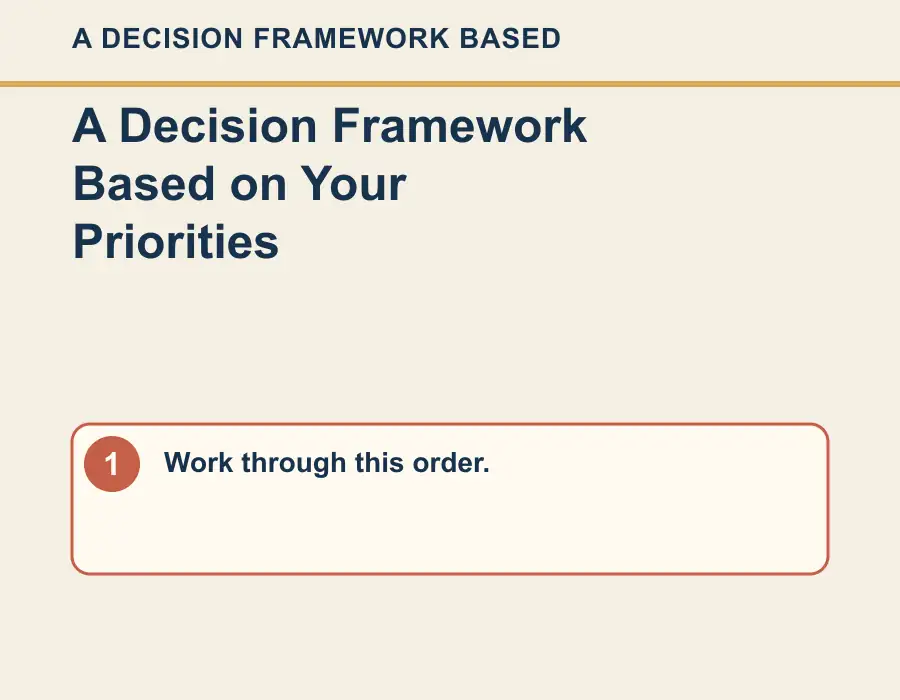 A DECISION FRAMEWORK BASED
A Decision Framework
Based on Your
Priorities
1
Work through this order.